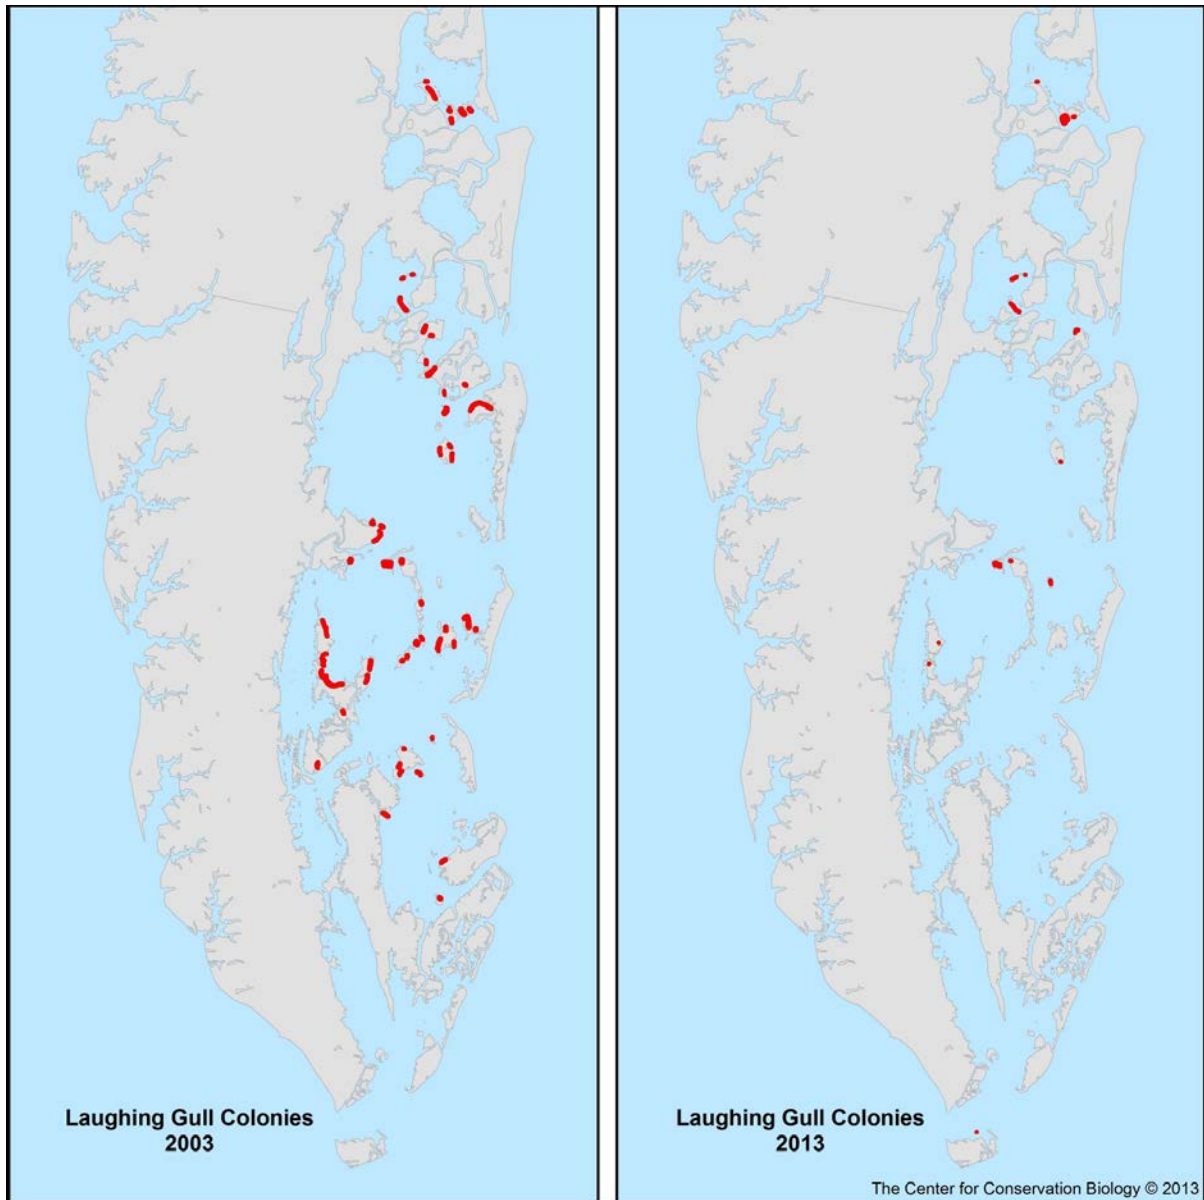 Laughing Gull Colonies
2003
Laughing Gull Colonies
2013
The Center for Conservation Biology © 2013